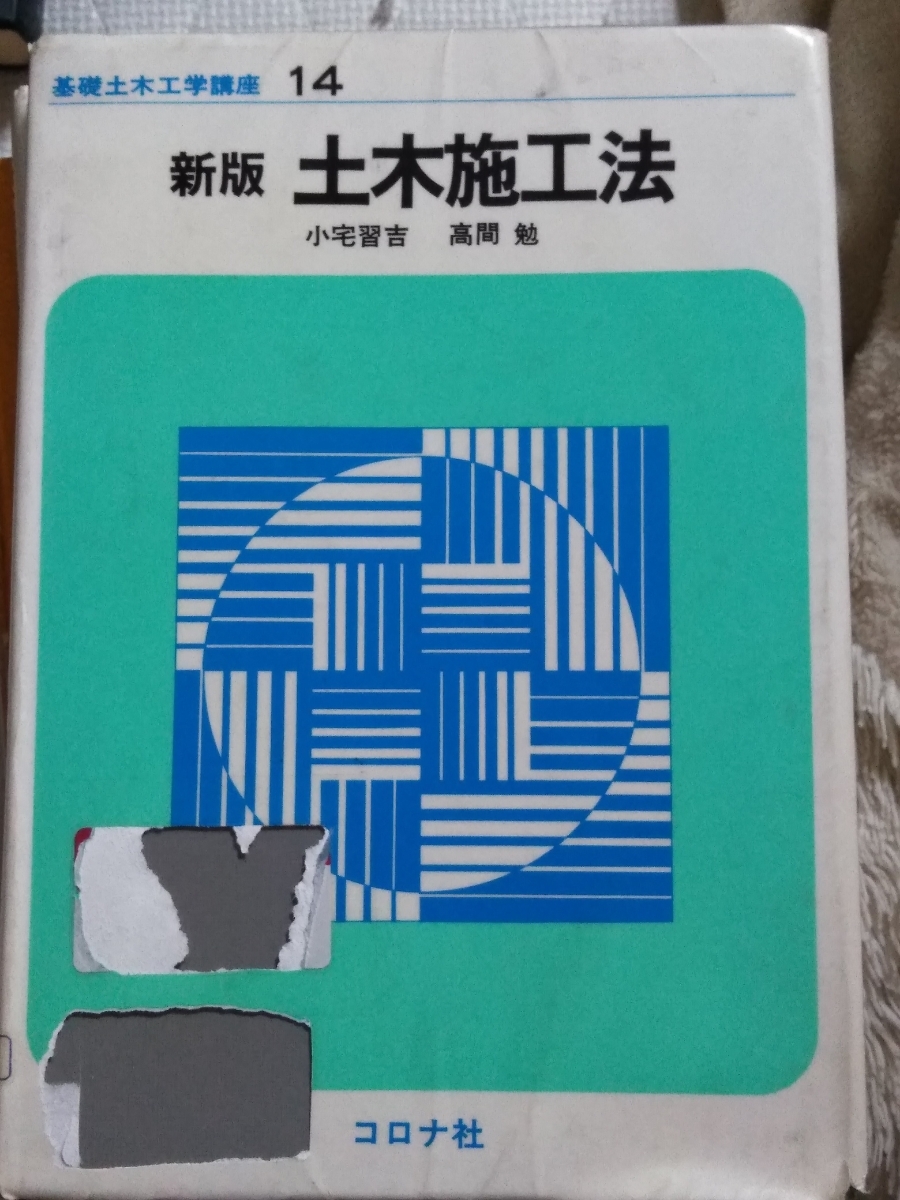 基礎土木工学講座 14
新版 土木施工法
小宅習吉 高間 勉
コロナ社